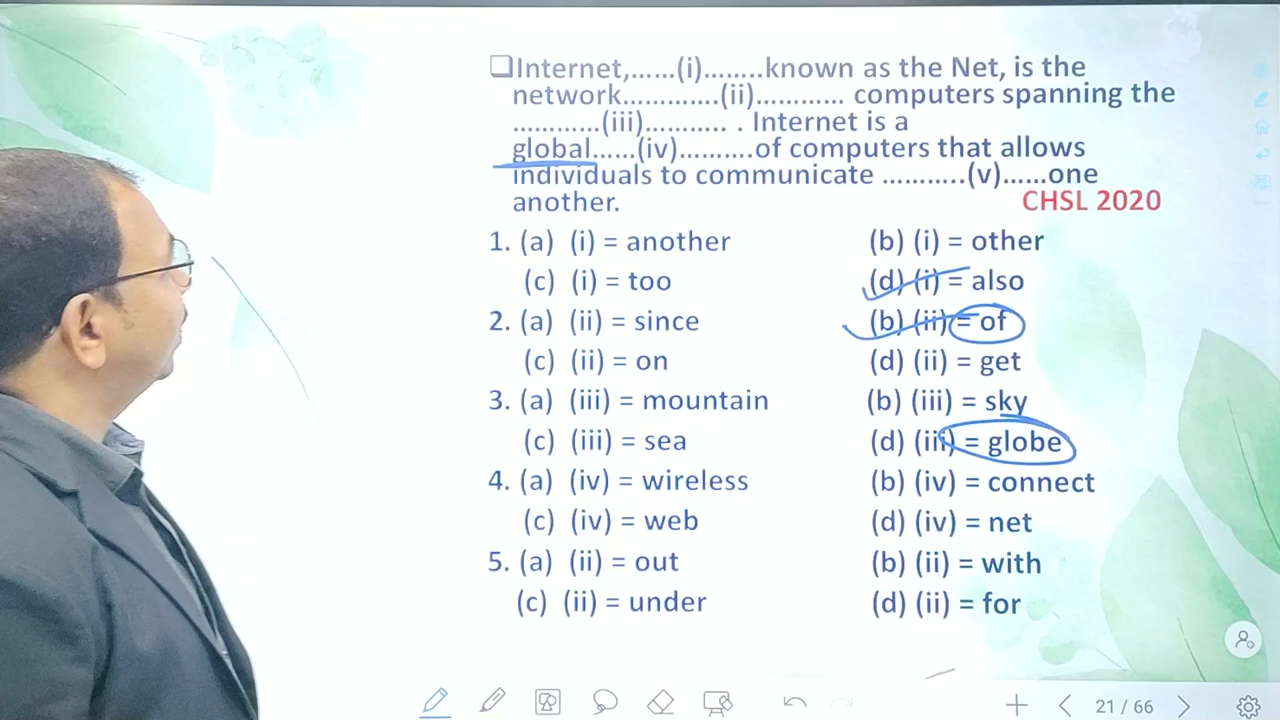 ❑Internet,......(i)........known as the Net, is the
network.............(ii)............ computers spanning the
............(iii)........... . Internet is a
global......(iv)..........of computers that allows
individuals to communicate ...........(v)......one
another. CHSL 2020
1. (a) (i) = another (b) (i) = other
(c) (i) = too (d) (i) = also
2. (a) (ii) = since (b) (ii) = of
(c) (ii) = on (d) (ii) = get
3. (a) (iii) = mountain (b) (iii) = sky
(c) (iii) = sea (d) (iii) = globe
4. (a) (iv) = wireless (b) (iv) = connect
(c) (iv) = web (d) (iv) = net
5. (a) (ii) = out (b) (ii) = with
(c) (ii) = under (d) (ii) = for
21 / 66